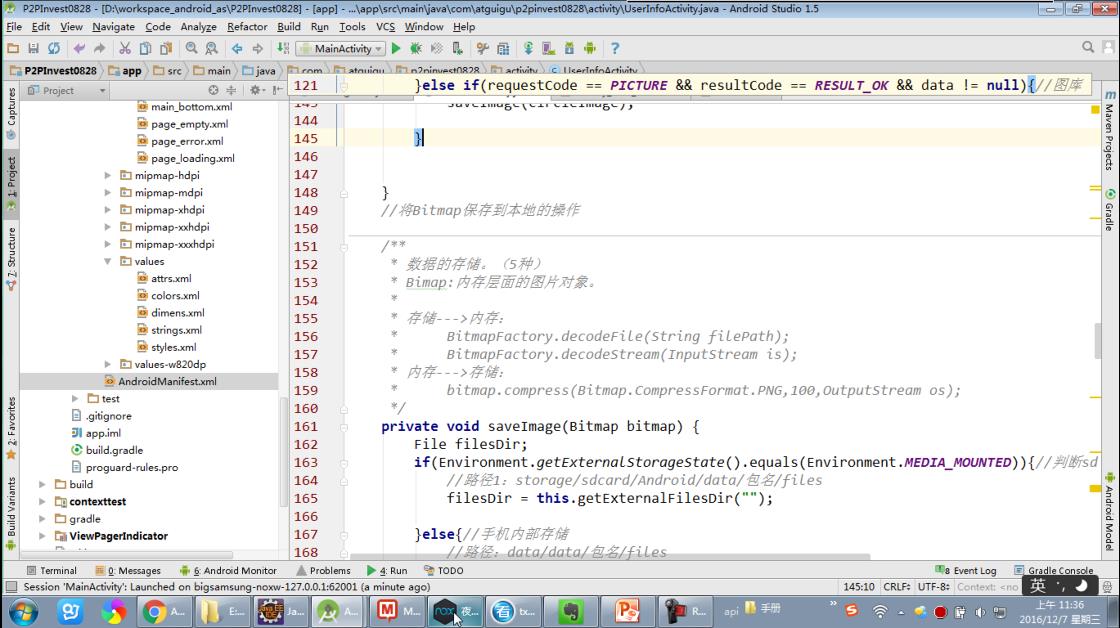 P2PInvest0828 - [D:\workspace_android_as\P2PInvest0828] - [app] - ...\app\src\main\java\com\atguigu\p2pinvest0828\activity\UserInfoActivity.java - Android Studio 1.5
File Edit View Navigate Code Analyze Refactor Build Run Tools VCS Window Help
MainActivity
P2PInvest0828 app src main java com atguigu p2pinvest0828 activity UserInfoActivity
Project
121 }else if(requestCode == PICTURE && resultCode == RESULT_OK && data != null){//图库
saveImage(circleImage);
144
145 }
146
147
148 }
149 //将Bitmap保存到本地的操作
150
151 /**
152 * 数据的存储。（5种）
153 * Bimap:内存层面的图片对象。
154 *
155 * 存储--->内存：
156 * BitmapFactory.decodeFile(String filePath);
157 * BitmapFactory.decodeStream(InputStream is);
158 * 内存--->存储：
159 * bitmap.compress(Bitmap.CompressFormat.PNG,100,OutputStream os);
160 */
161 private void saveImage(Bitmap bitmap) {
162 File filesDir;
163 if(Environment.getExternalStorageState().equals(Environment.MEDIA_MOUNTED)){//判断sd
164 //路径1：storage/sdcard/Android/data/包名/files
165 filesDir = this.getExternalFilesDir("");
166
167 }else{//手机内部存储
168 //路径：data/data/包名/files
main_bottom.xml
page_empty.xml
page_error.xml
page_loading.xml
mipmap-hdpi
mipmap-mdpi
mipmap-xhdpi
mipmap-xxhdpi
mipmap-xxxhdpi
values
attrs.xml
colors.xml
dimens.xml
strings.xml
styles.xml
values-w820dp
AndroidManifest.xml
test
.gitignore
app.iml
build.gradle
proguard-rules.pro
build
contexttest
gradle
ViewPagerIndicator
Captures
1: Project
7: Structure
2: Favorites
Build Variants
Maven Projects
Gradle
Android Model
Terminal 0: Messages 6: Android Monitor Problems 4: Run TODO 8 Event Log Gradle Console
Session 'MainActivity': Launched on bigsamsung-noxw-127.0.0.1:62001 (a minute ago) 145:10 CRLF÷ UTF-8÷ Context: <no
英
A... E:... Ja... A... M... 夜... tx... R... api 手册
上午 11:36
2016/12/7 星期三